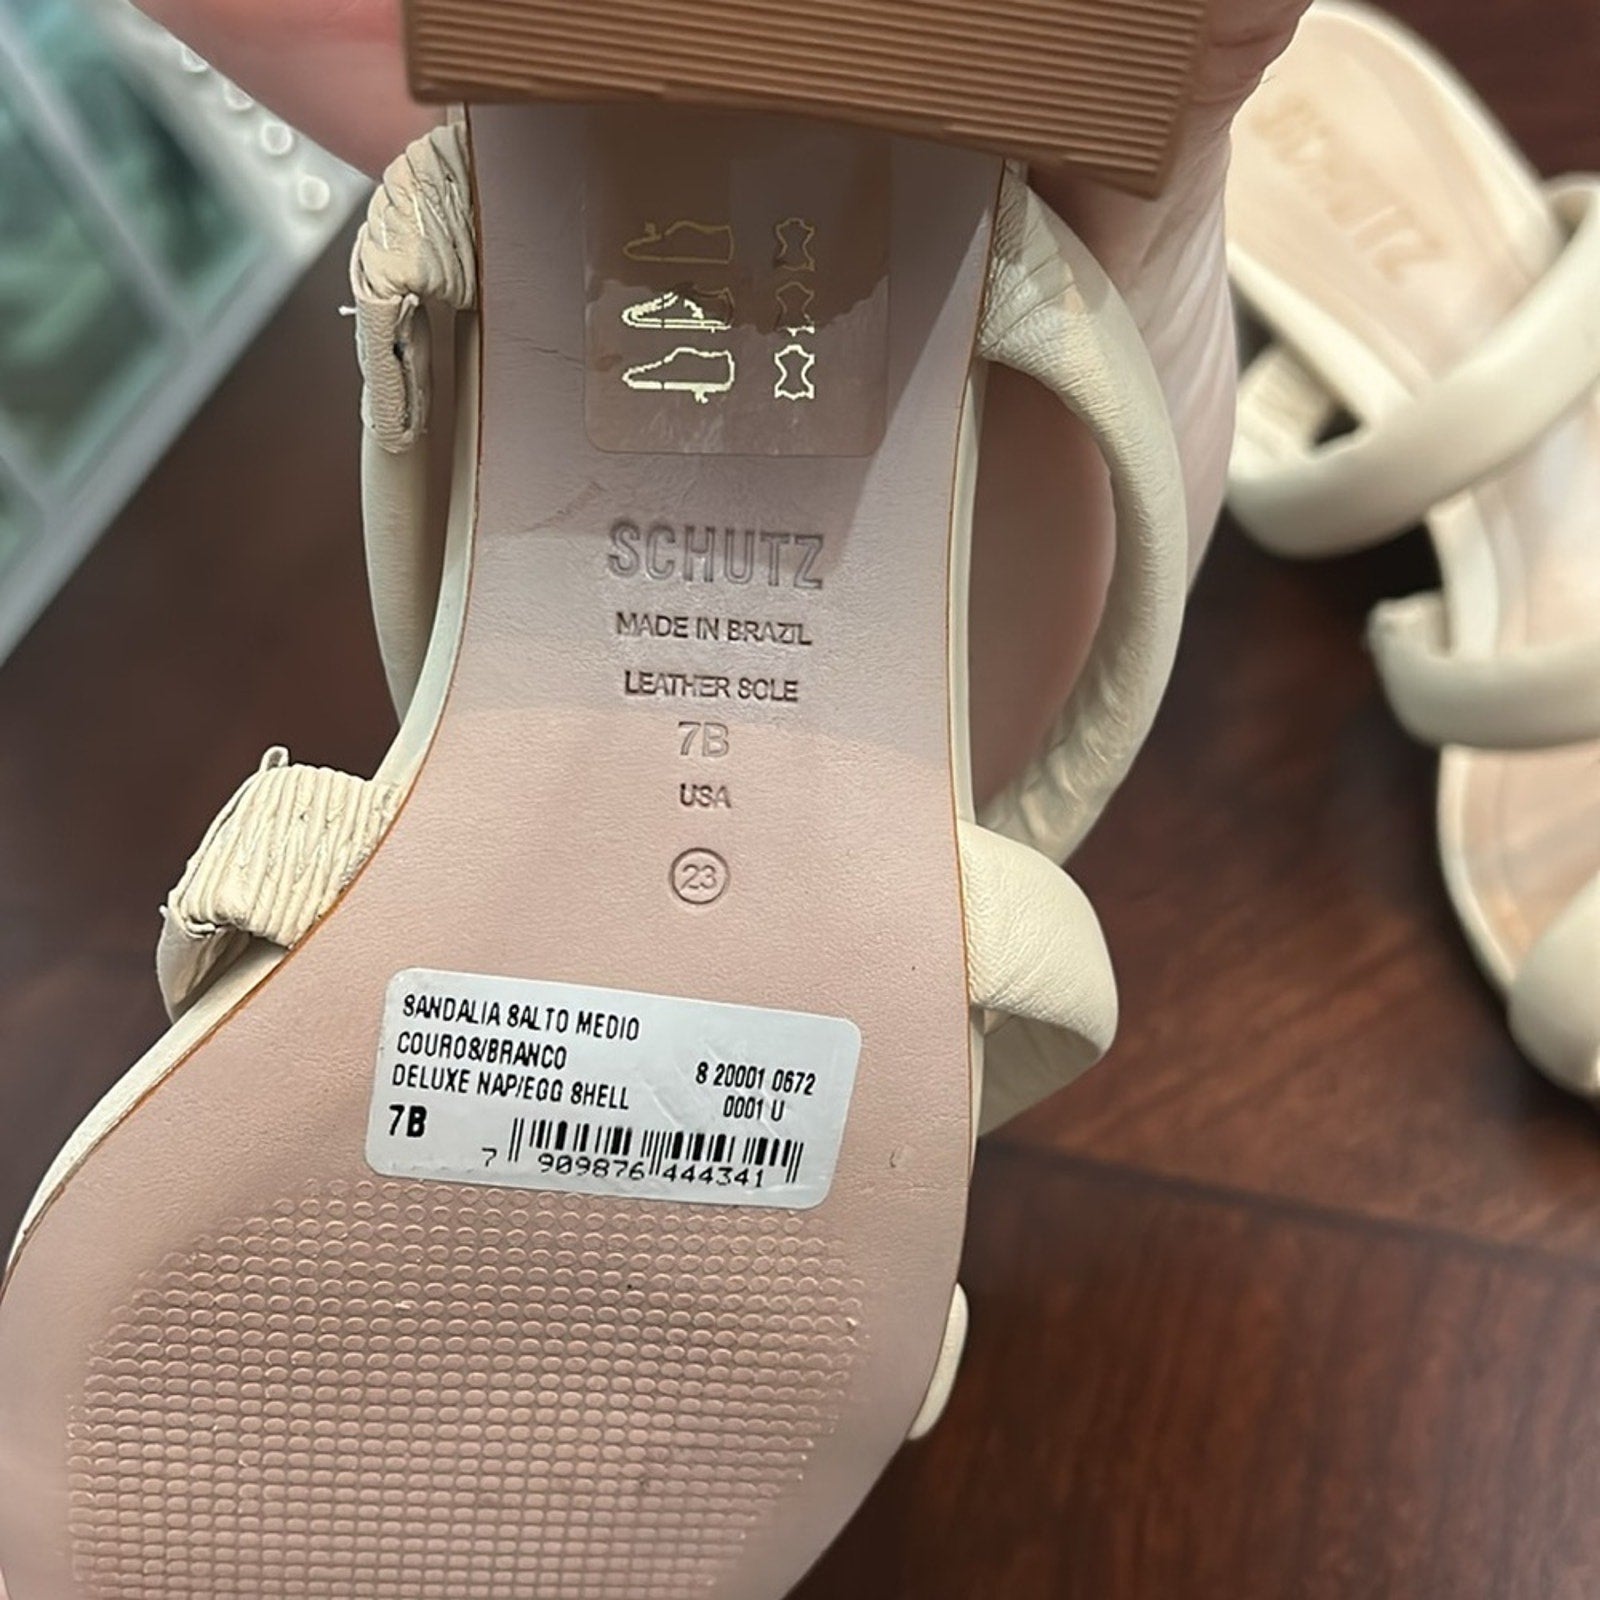 SCHUTZ
MADE IN BRAZIL
LEATHER SOLE
7B
USA
23
SANDALIA SALTO MEDIO
COUROS/BRANCO
DELUXE NAP/EGG SHELL
8 20001 0672
0001 U
7B
7 909876 444341